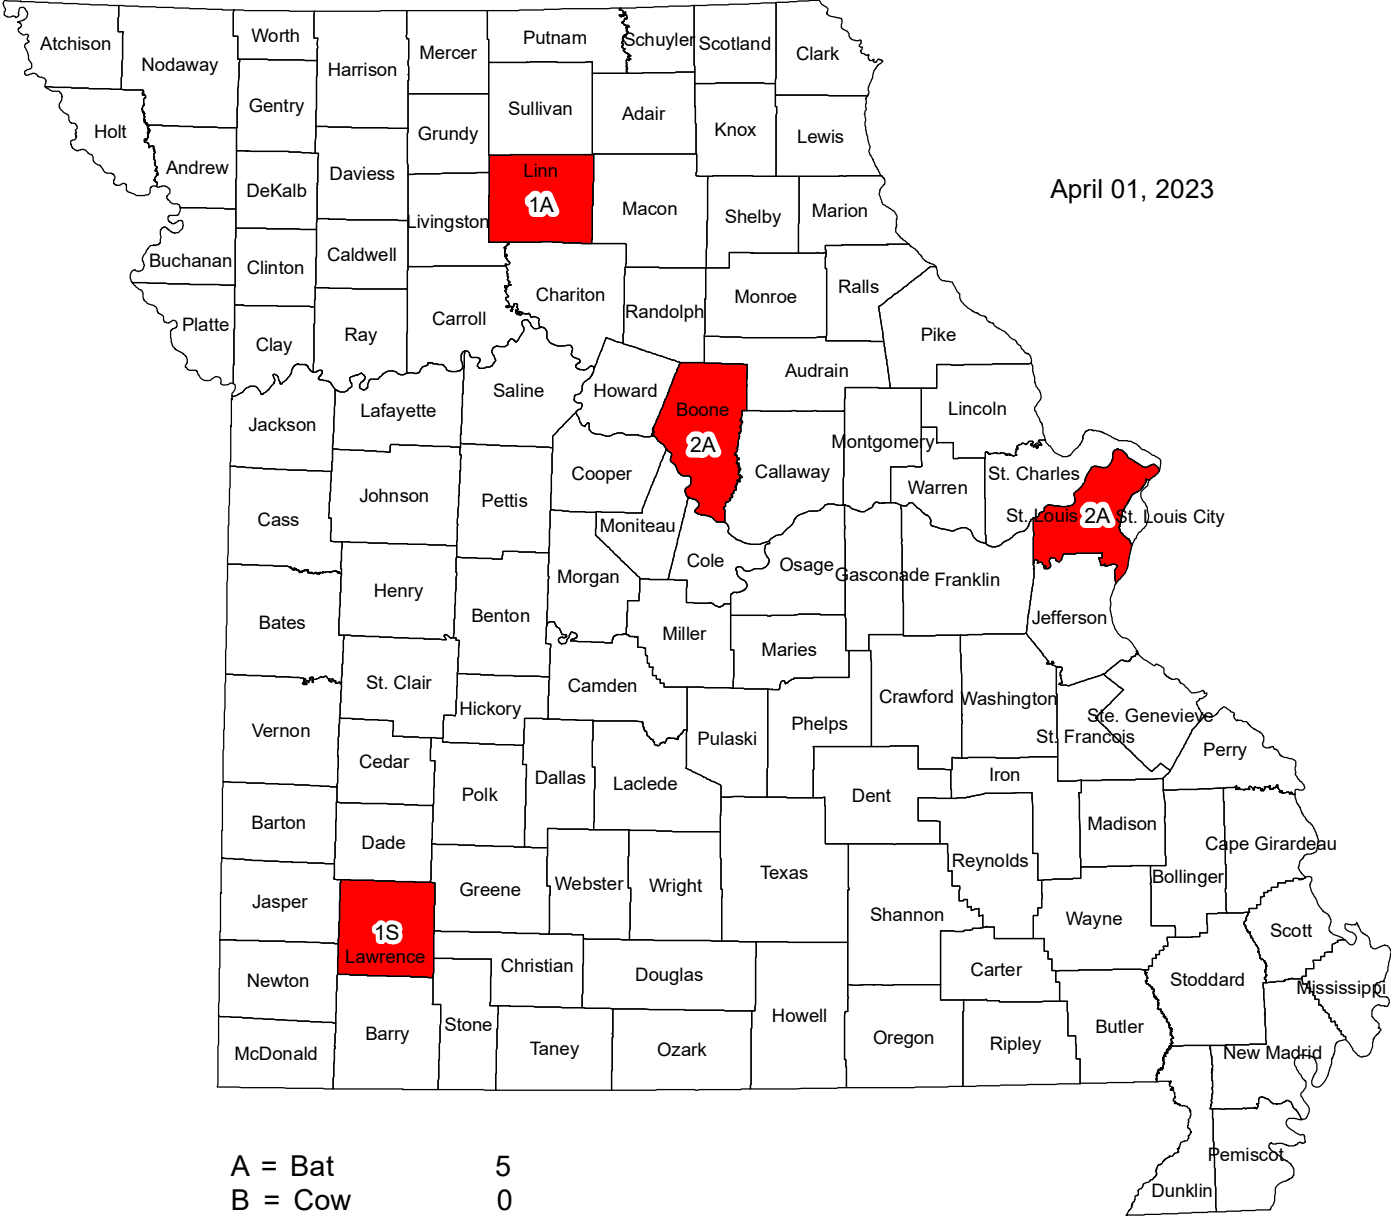 Atchison
Nodaway
Worth
Harrison
Mercer
Putnam
Schuyler
Scotland
Clark
Gentry
Sullivan
Adair
Knox
Lewis
Holt
Andrew
DeKalb
Daviess
Grundy
Linn
1A
Macon
Shelby
Marion
April 01, 2023
Livingston
Buchanan
Clinton
Caldwell
Chariton
Randolph
Monroe
Ralls
Pike
Platte
Clay
Ray
Carroll
Audrain
Saline
Howard
Boone
2A
Lincoln
Jackson
Lafayette
Montgomery
Callaway
Cooper
St. Charles
Warren
Johnson
Pettis
Cass
Moniteau
St. Louis
2A
St. Louis City
Cole
Osage
Gasconade
Franklin
Morgan
Henry
Benton
Bates
Miller
Jefferson
Maries
St. Clair
Camden
Hickory
Crawford
Washington
Ste. Genevieve
St. Francois
Vernon
Pulaski
Phelps
Perry
Cedar
Dallas
Laclede
Iron
Polk
Dent
Barton
Madison
Dade
Cape Girardeau
Reynolds
Texas
Bollinger
Greene
Webster
Wright
Jasper
Shannon
Wayne
Scott
1S
Lawrence
Christian
Douglas
Carter
Stoddard
Newton
Mississippi
Howell
Barry
Stone
Taney
Ozark
Oregon
Ripley
Butler
McDonald
New Madrid
Pemiscot
Dunklin
A = Bat 5
B = Cow 0